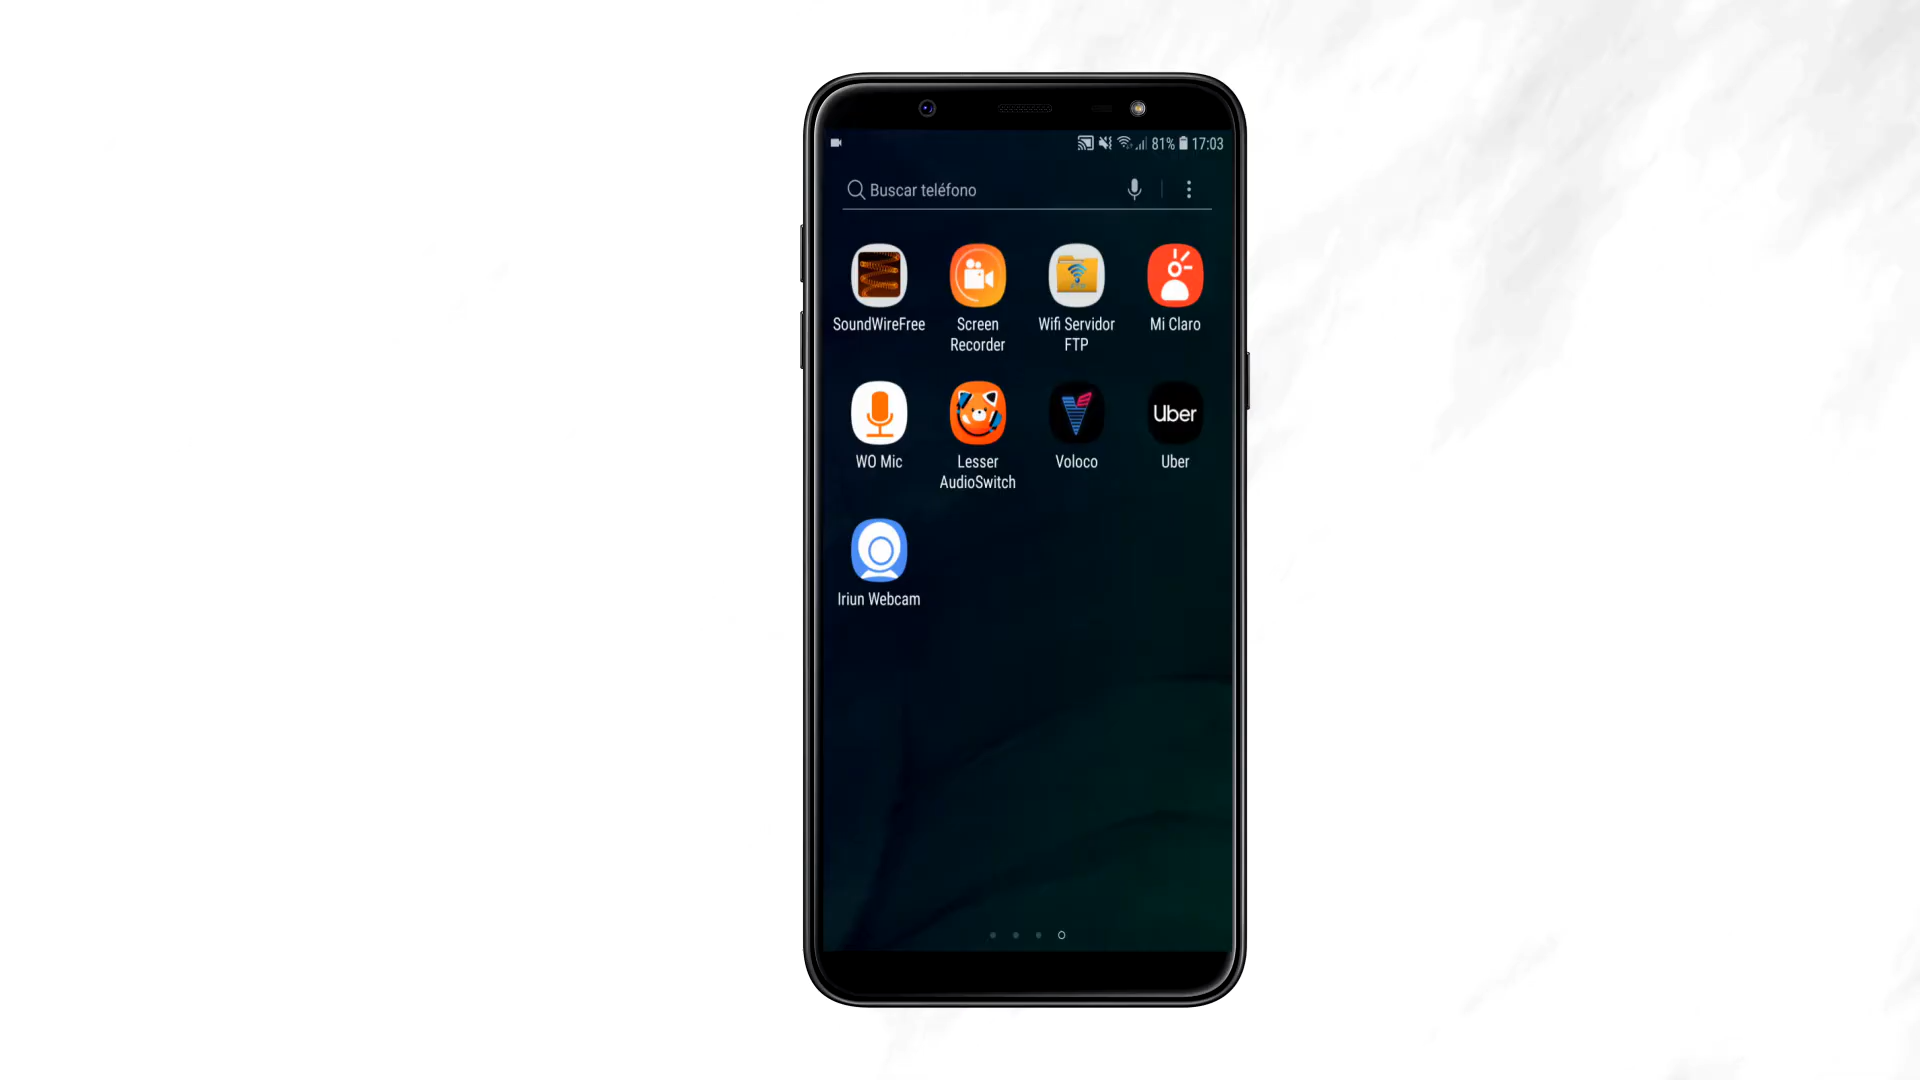 81% 17:03
Buscar teléfono
SoundWireFree
Screen
Recorder
Wifi Servidor
FTP
Mi Claro
WO Mic
Lesser
AudioSwitch
Voloco
Uber
Uber
Iriun Webcam